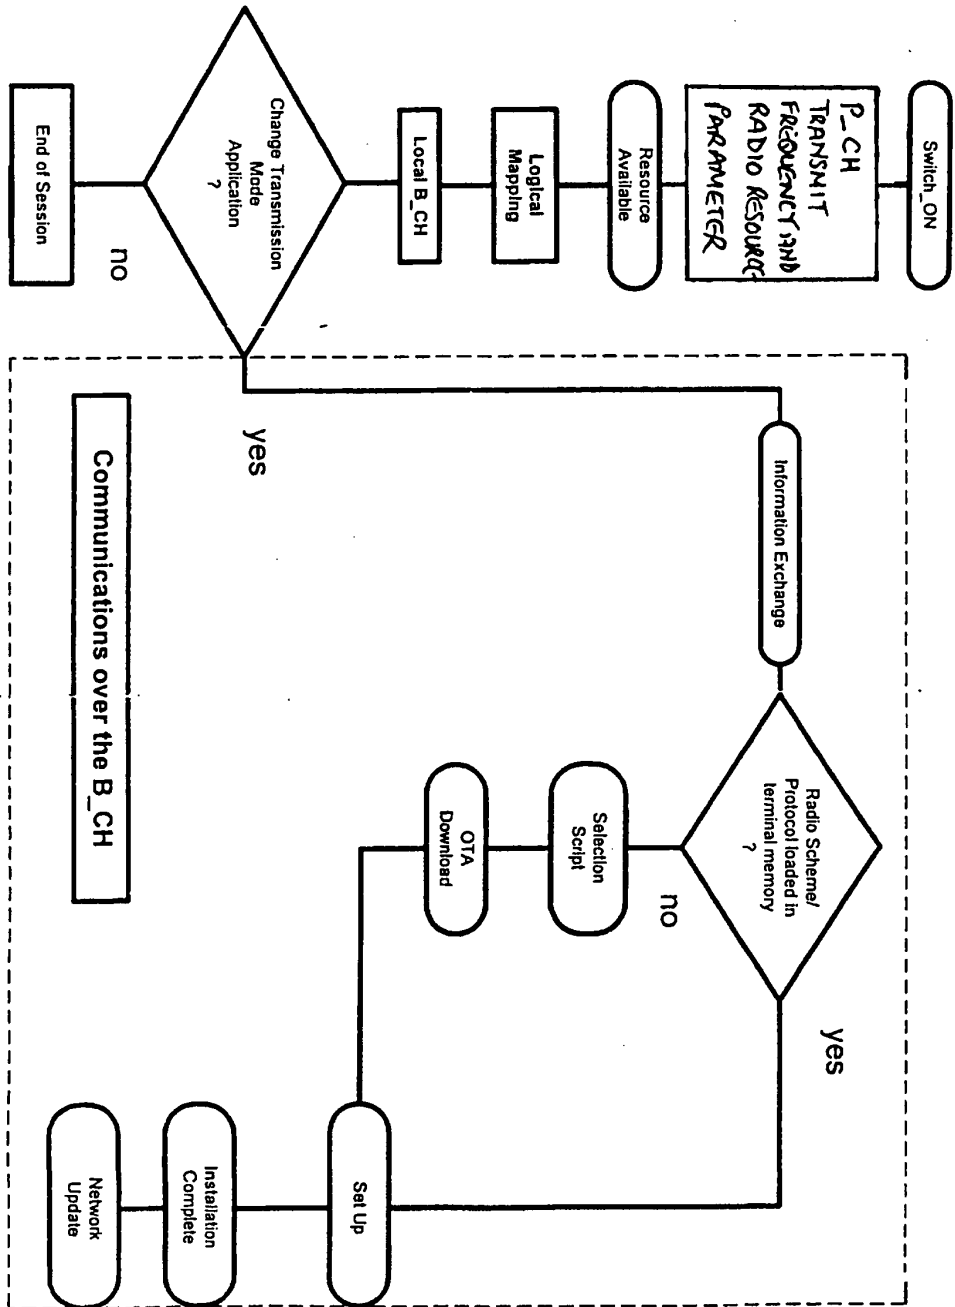 Switch_ON
P_CH
TRANSMIT
FREQUENCY AND
RADIO RESOURCE
PARAMETER
Resource
Available
Logical
Mapping
Local B_CH
Change Transmission
Mode
Application
?
no
End of Session
yes
Information Exchange
Radio Scheme/
Protocol loaded in
terminal memory
?
yes
no
Selection
Script
OTA
Download
Set Up
Installation
Complete
Network
Update
Communications over the B_CH